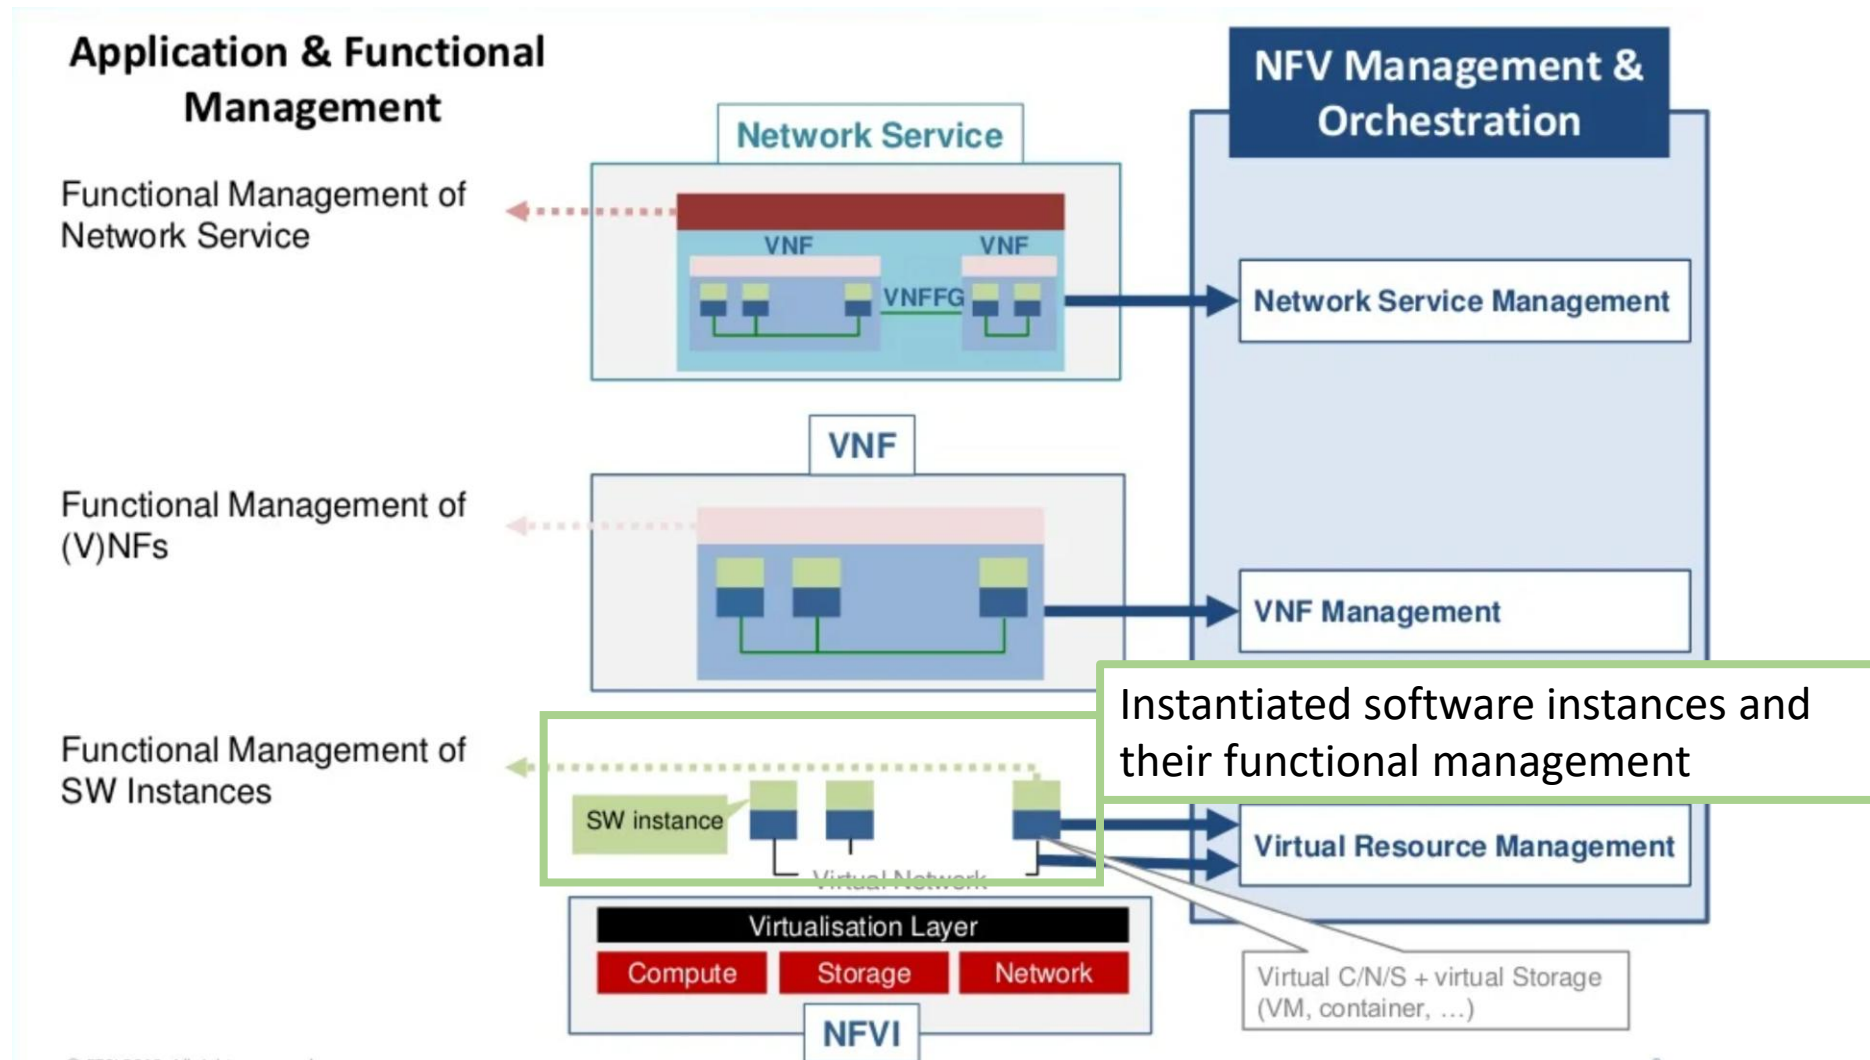 Application & Functional
Management
NFV Management &
Orchestration
Network Service
Functional Management of
Network Service
VNF
VNF
VNFFG
Network Service Management
VNF
Functional Management of
(V)NFs
VNF Management
Instantiated software instances and
their functional management
Functional Management of
SW Instances
SW instance
Virtual Resource Management
Virtual Network
Virtualisation Layer
Compute
Storage
Network
Virtual C/N/S + virtual Storage
(VM, container, …)
NFVI